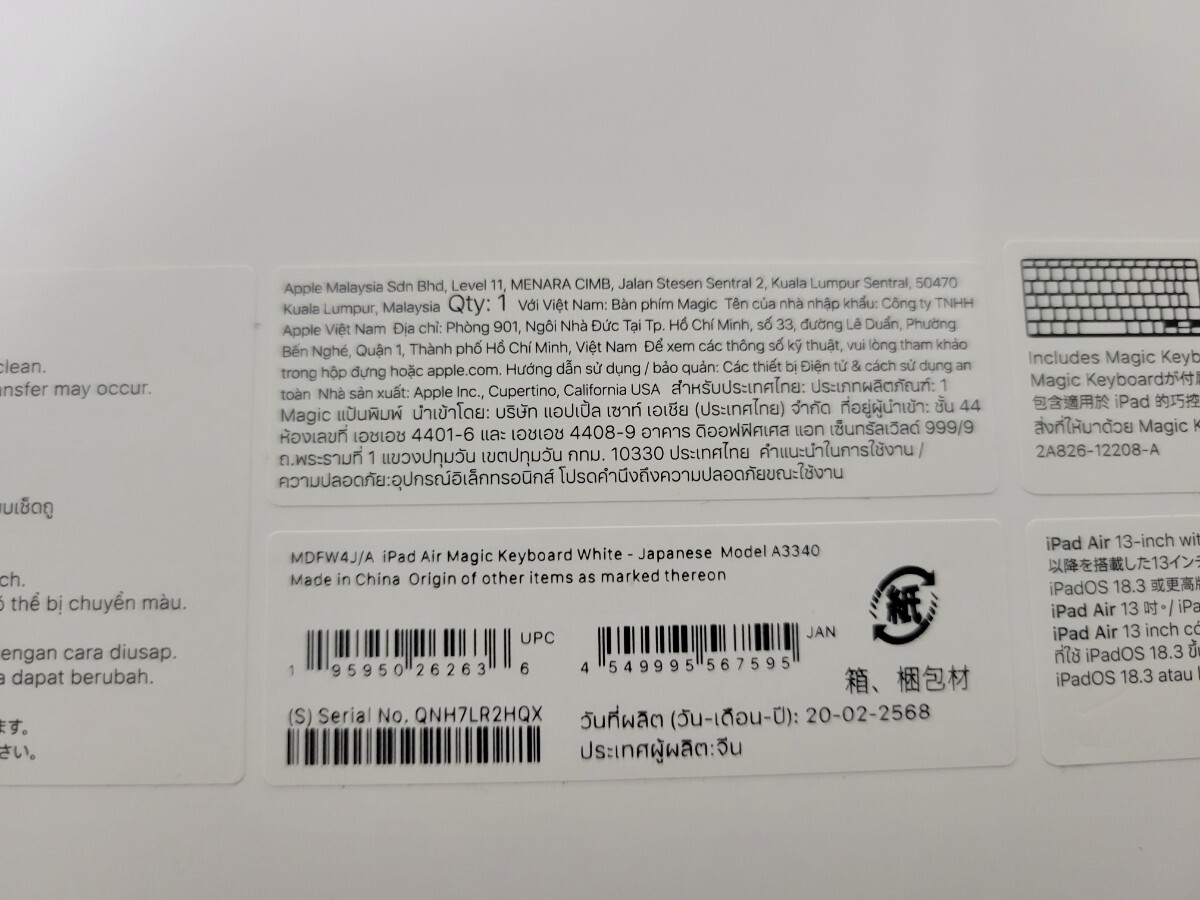 clean.
ansfer may occur.
บเช็ดถู
ch.
ó thể bị chuyển màu.
engan cara diusap.
a dapat berubah.
ます。
さい。
Apple Malaysia Sdn Bhd, Level 11, MENARA CIMB, Jalan Stesen Sentral 2, Kuala Lumpur Sentral, 50470
Kuala Lumpur, Malaysia Qty: 1 Với Việt Nam: Bàn phím Magic Tên của nhà nhập khẩu: Công ty TNHH
Apple Việt Nam Địa chỉ: Phòng 901, Ngôi Nhà Đức Tại Tp. Hồ Chí Minh, số 33, đường Lê Duẩn, Phường
Bến Nghé, Quận 1, Thành phố Hồ Chí Minh, Việt Nam Để xem các thông số kỹ thuật, vui lòng tham khảo
trong hộp đựng hoặc apple.com. Hướng dẫn sử dụng / bảo quản: Các thiết bị Điện tử & cách sử dụng an
toàn Nhà sản xuất: Apple Inc., Cupertino, California USA สำหรับประเทศไทย: ประเภทผลิตภัณฑ์: 1
Magic แป้นพิมพ์ นำเข้าโดย: บริษัท แอปเปิ้ล เซาท์ เอเชีย (ประเทศไทย) จำกัด ที่อยู่ผู้นำเข้า: ชั้น 44
ห้องเลขที่ เอชเอช 4401-6 และ เอชเอช 4408-9 อาคาร ดิออฟฟิศเศส แอท เซ็นทรัลเวิลด์ 999/9
ถ.พระรามที่ 1 แขวงปทุมวัน เขตปทุมวัน กทม. 10330 ประเทศไทย คำแนะนำในการใช้งาน /
ความปลอดภัย:อุปกรณ์อิเล็กทรอนิกส์ โปรดคำนึงถึงความปลอดภัยขณะใช้งาน
MDFW4J/A iPad Air Magic Keyboard White - Japanese Model A3340
Made in China Origin of other items as marked thereon
UPC
1 95950 26263 6
JAN
4 549995 567595
紙
箱、梱包材
(S) Serial No. QNH7LR2HQX
วันที่ผลิต (วัน-เดือน-ปี): 20-02-2568
ประเทศผู้ผลิต:จีน
Includes Magic Keyb
Magic Keyboardが付属
包含適用於 iPad 的巧控
สิ่งที่ให้มาด้วย Magic K
2A826-12208-A
iPad Air 13-inch wit
以降を搭載した13インチ
iPadOS 18.3 或更高版
iPad Air 13 吋。/ iPa
iPad Air 13 inch có
ที่ใช้ iPadOS 18.3 ขึ้น
iPadOS 18.3 atau l